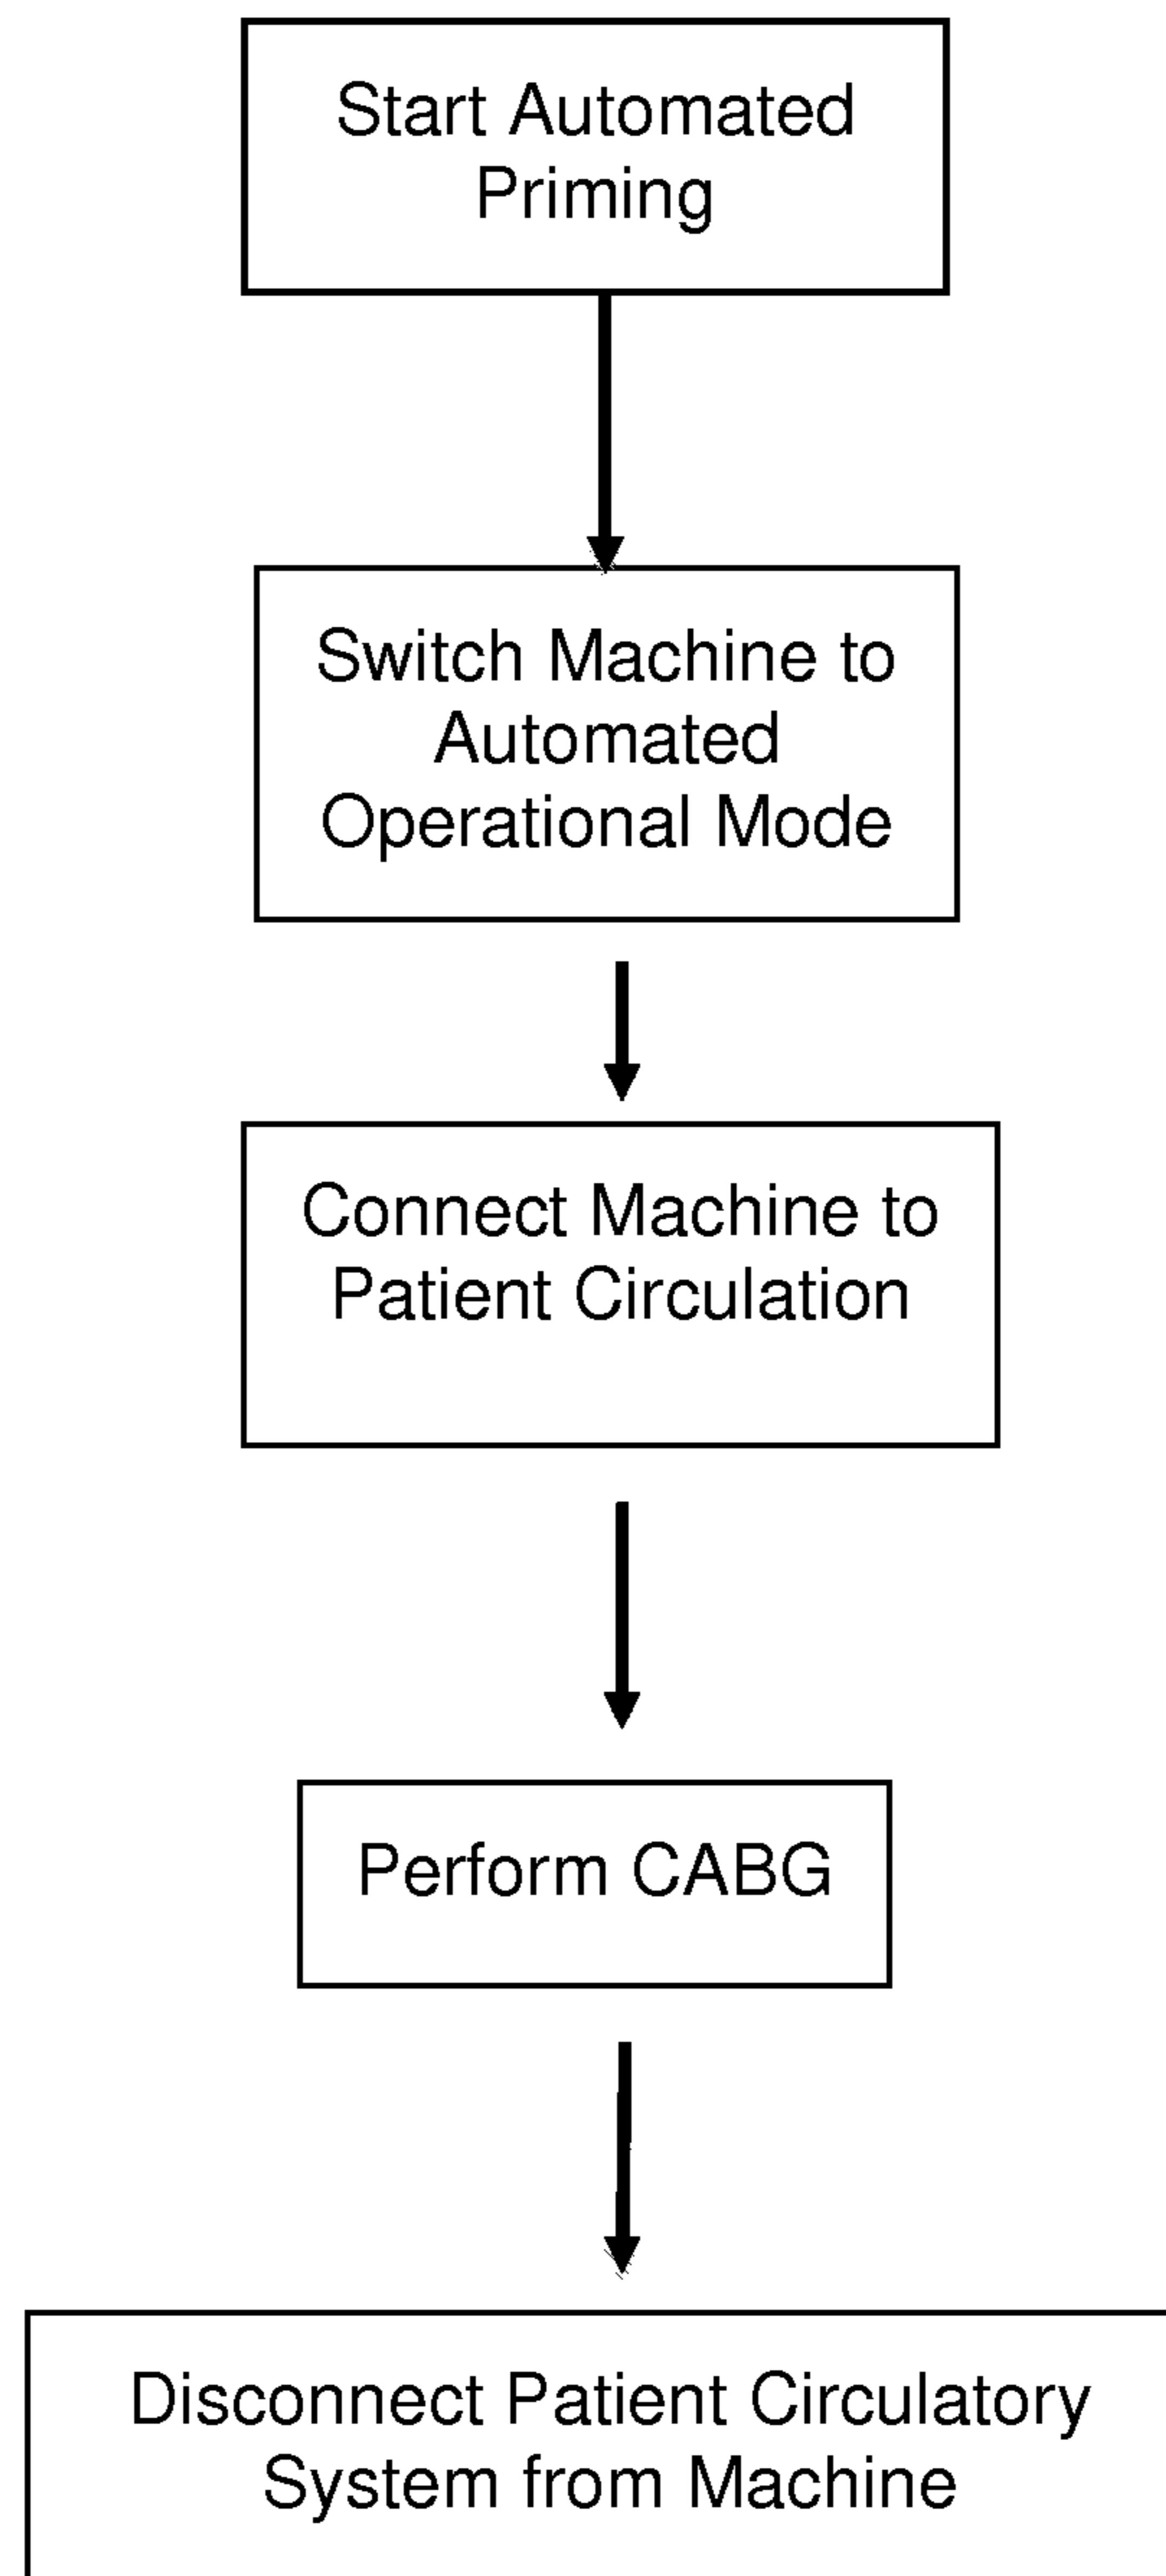 Start Automated
Priming
Switch Machine to
Automated
Operational Mode
Connect Machine to
Patient Circulation
Perform CABG
Disconnect Patient Circulatory
System from Machine